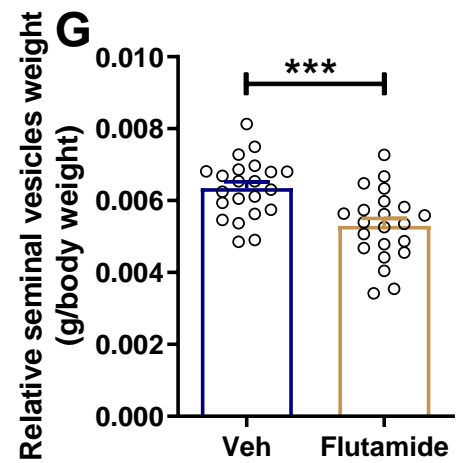 G
Relative seminal vesicles weight
(g/body weight)
0.010
0.008
0.006
0.004
0.002
0.000
***
Veh
Flutamide